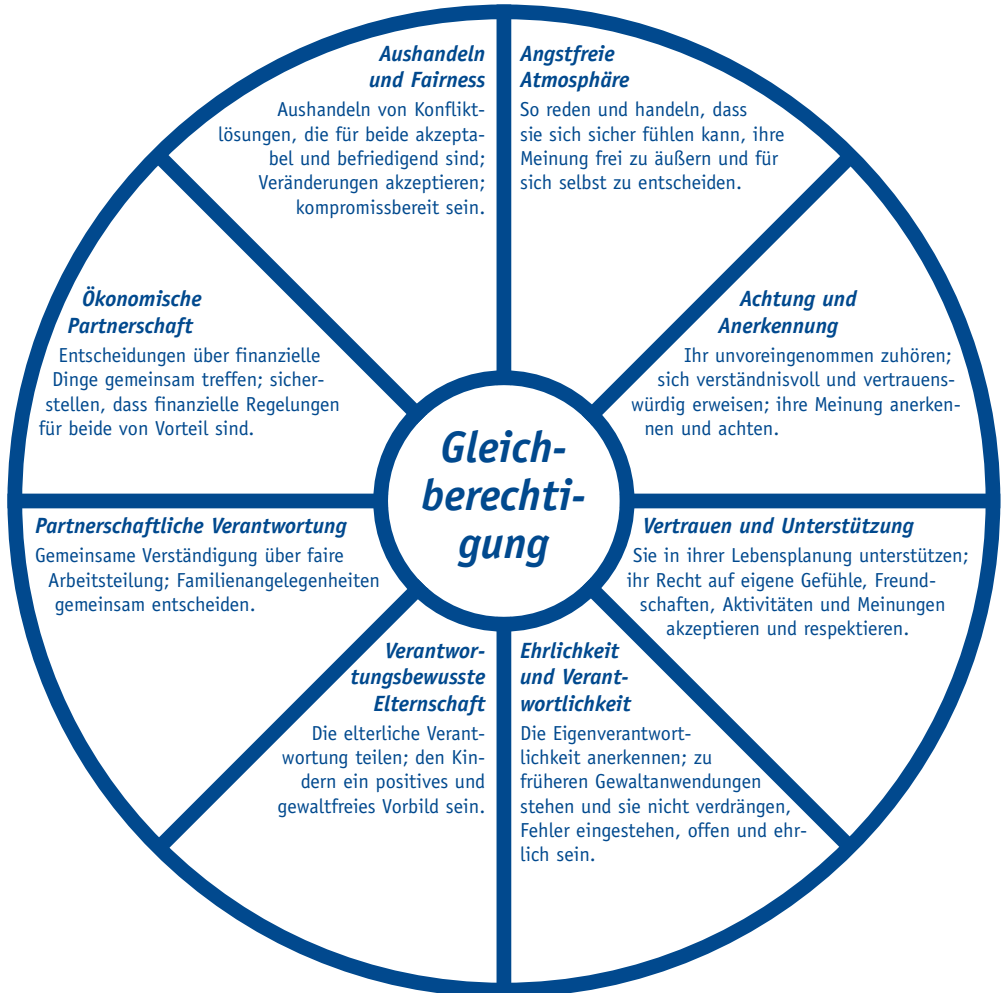 Aushandeln
und Fairness
Aushandeln von Konflikt-
lösungen, die für beide akzepta-
bel und befriedigend sind;
Veränderungen akzeptieren;
kompromissbereit sein.
Angstfreie
Atmosphäre
So reden und handeln, dass
sie sich sicher fühlen kann, ihre
Meinung frei zu äußern und für
sich selbst zu entscheiden.
Ökonomische
Partnerschaft
Entscheidungen über finanzielle
Dinge gemeinsam treffen; sicher-
stellen, dass finanzielle Regelungen
für beide von Vorteil sind.
Achtung und
Anerkennung
Ihr unvoreingenommen zuhören;
sich verständnisvoll und vertrauens-
würdig erweisen; ihre Meinung anerken-
nen und achten.
Gleich-
berechti-
gung
Partnerschaftliche Verantwortung
Gemeinsame Verständigung über faire
Arbeitsteilung; Familienangelegenheiten
gemeinsam entscheiden.
Vertrauen und Unterstützung
Sie in ihrer Lebensplanung unterstützen;
ihr Recht auf eigene Gefühle, Freund-
schaften, Aktivitäten und Meinungen
akzeptieren und respektieren.
Verantwor-
tungsbewusste
Elternschaft
Die elterliche Verant-
wortung teilen; den Kin-
dern ein positives und
gewaltfreies Vorbild sein.
Ehrlichkeit
und Verant-
wortlichkeit
Die Eigenverantwort-
lichkeit anerkennen; zu
früheren Gewaltanwendungen
stehen und sie nicht verdrängen,
Fehler eingestehen, offen und ehr-
lich sein.